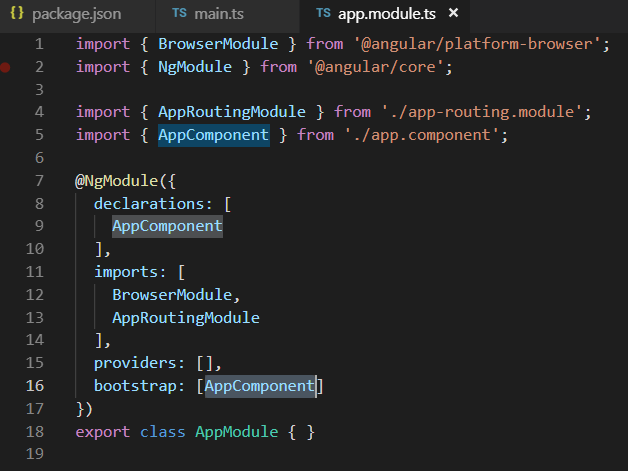 {} package.json TS main.ts TS app.module.ts ×
1 import { BrowserModule } from '@angular/platform-browser';
2 import { NgModule } from '@angular/core';
3
4 import { AppRoutingModule } from './app-routing.module';
5 import { AppComponent } from './app.component';
6
7 @NgModule({
8   declarations: [
9     AppComponent
10   ],
11   imports: [
12     BrowserModule,
13     AppRoutingModule
14   ],
15   providers: [],
16   bootstrap: [AppComponent]
17 })
18 export class AppModule { }
19